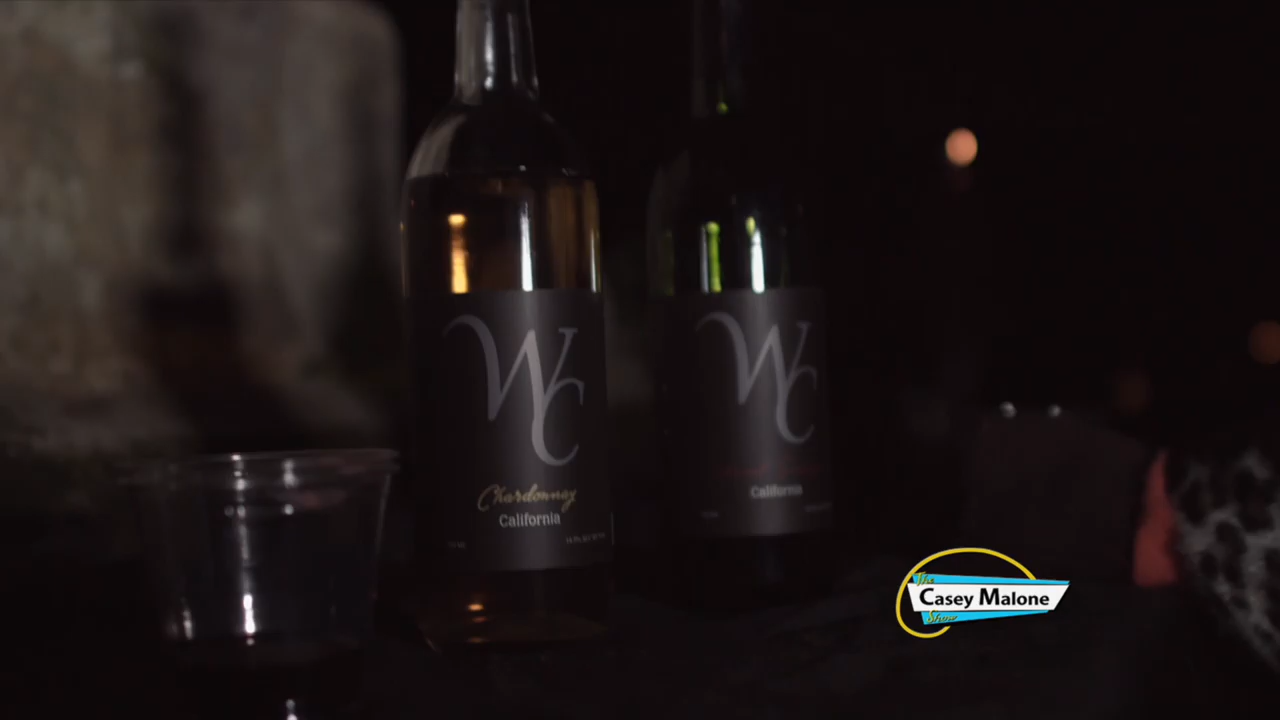 WC
Chardonnay
California
WC
California
The
Casey Malone
Show